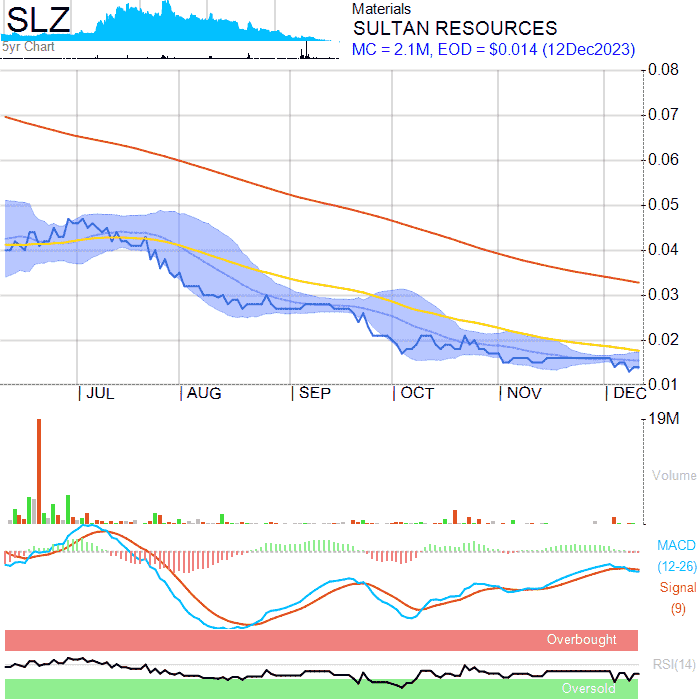 SLZ
5yr Chart
Materials
SULTAN RESOURCES
MC = 2.1M, EOD = $0.014 (12Dec2023)
0.08
0.07
0.06
0.05
0.04
0.03
0.02
0.01
JUL AUG SEP OCT NOV DEC
19M
Volume
MACD
(12-26)
Signal
(9)
Overbought
RSI(14)
Oversold